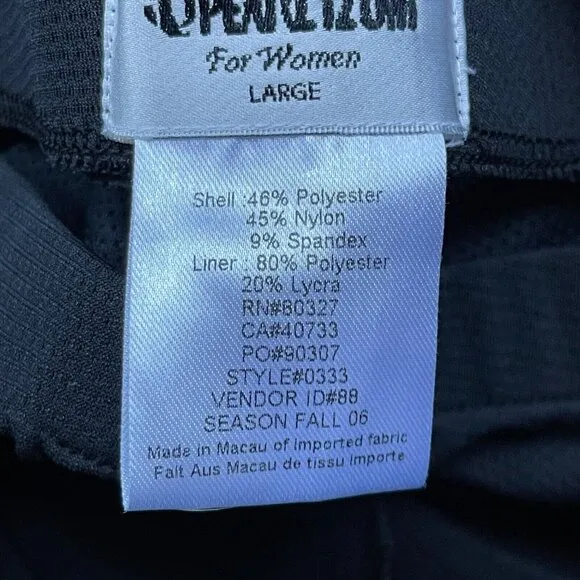 PEARL iZUMi
For Women
LARGE
Shell :46% Polyester
45% Nylon
9% Spandex
Liner : 80% Polyester
20% Lycra
RN#80327
CA#40733
PO#90307
STYLE#0333
VENDOR ID#88
SEASON FALL 06
Made in Macau of imported fabric
Fait Aus Macau de tissu importe